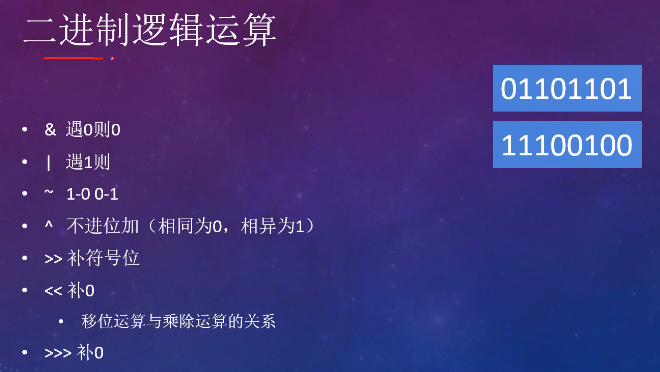 二进制逻辑运算
01101101
11100100
• & 遇0则0
• | 遇1则
• ~ 1-0 0-1
• ^ 不进位加（相同为0，相异为1）
• >> 补符号位
• << 补0
• 移位运算与乘除运算的关系
• >>> 补0